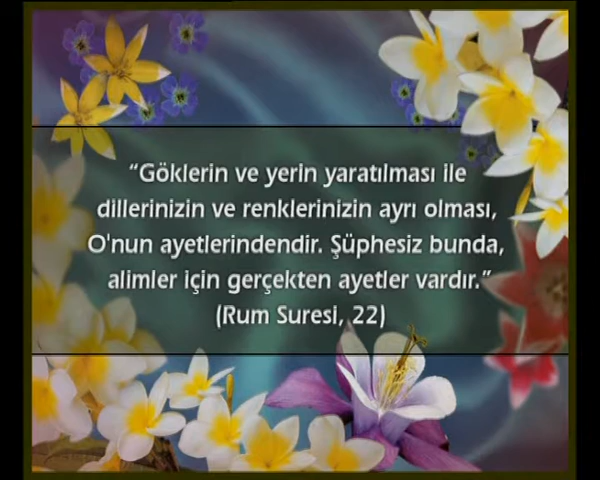 “Göklerin ve yerin yaratılması ile
dillerinizin ve renklerinizin ayrı olması,
O'nun ayetlerindendir. Şüphesiz bunda,
alimler için gerçekten ayetler vardır.”
(Rum Suresi, 22)